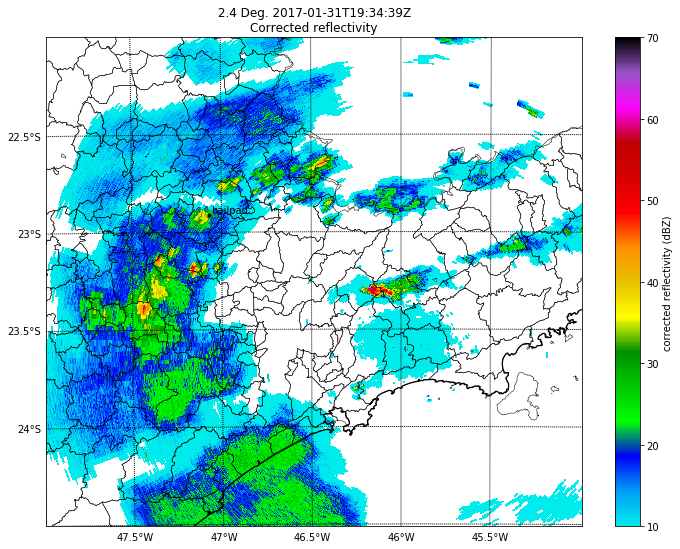 2.4 Deg. 2017-01-31T19:34:39Z
Corrected reflectivity
22.5°S
23°S
23.5°S
24°S
47.5°W
47°W
46.5°W
46°W
45.5°W
70
60
50
40
30
20
10
corrected reflectivity (dBZ)